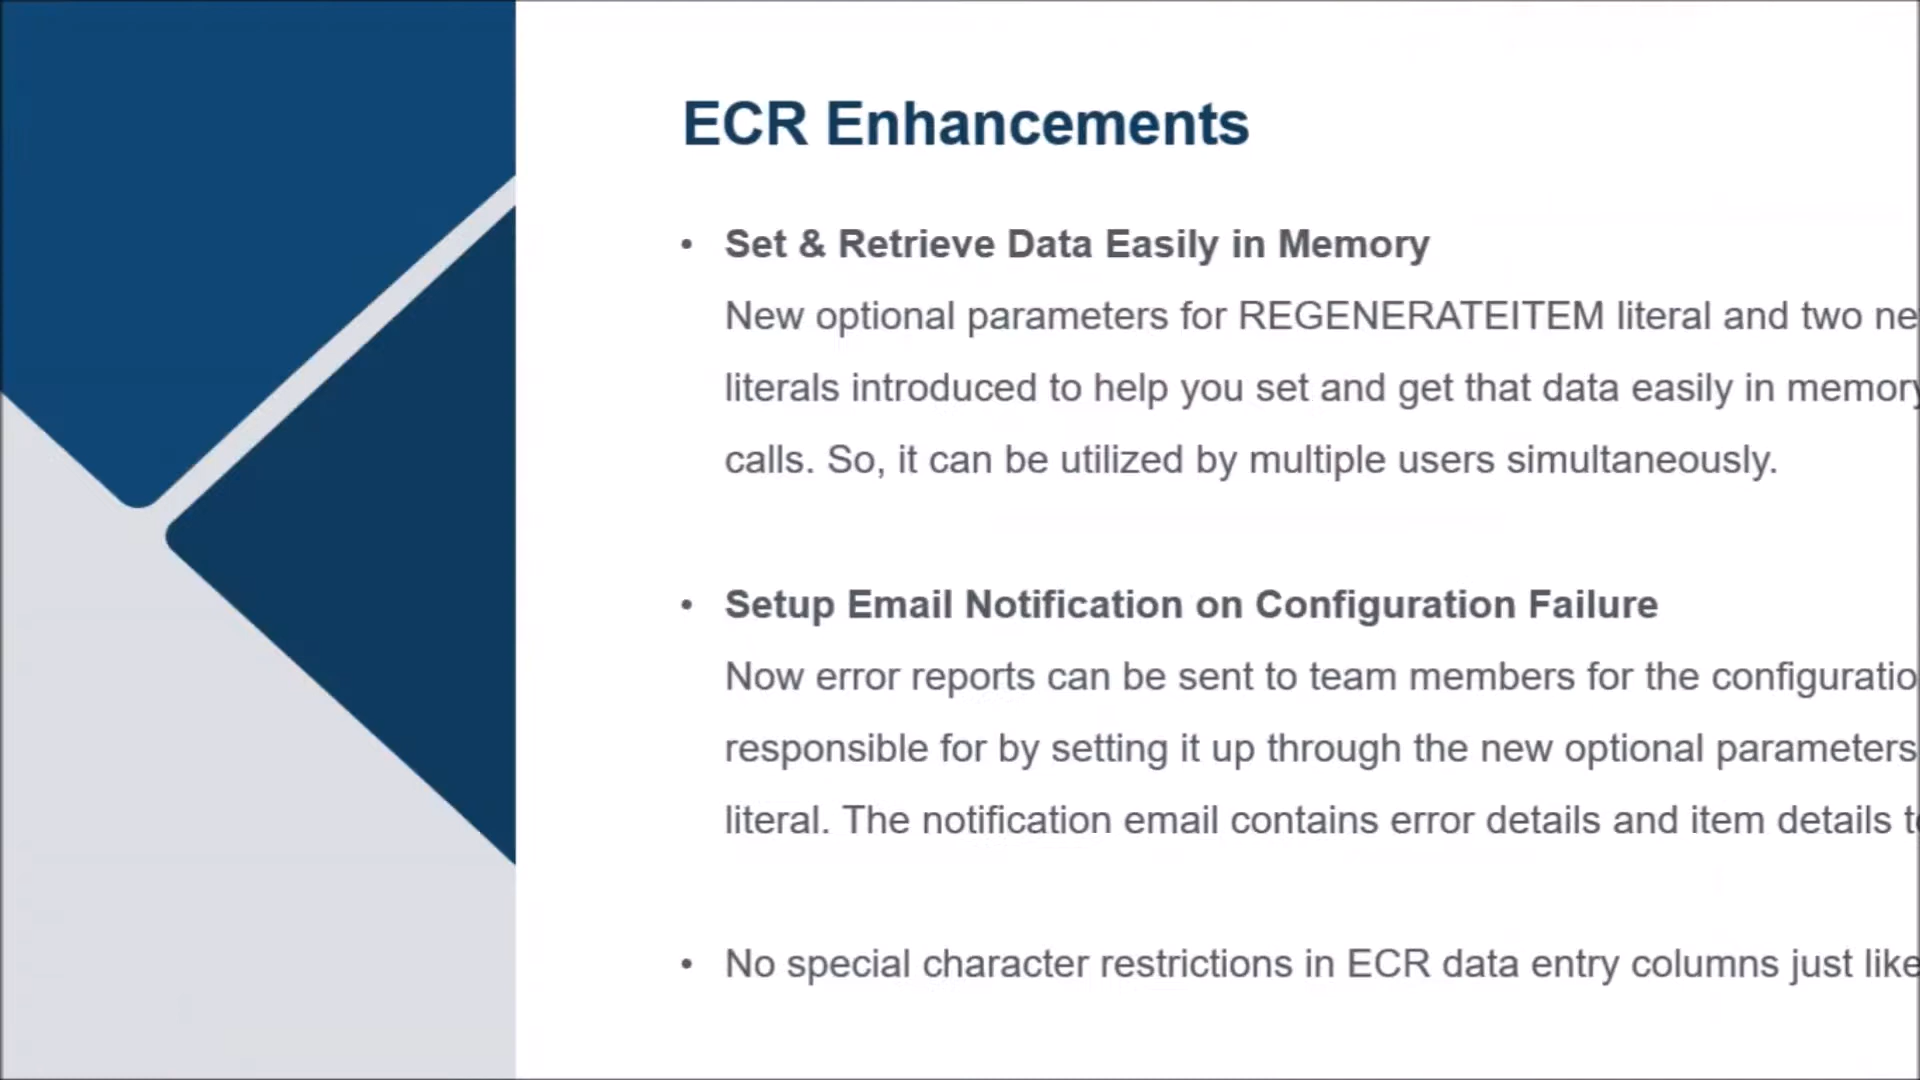 ECR Enhancements
• Set & Retrieve Data Easily in Memory
New optional parameters for REGENERATEITEM literal and two ne
literals introduced to help you set and get that data easily in memory
calls. So, it can be utilized by multiple users simultaneously.
• Setup Email Notification on Configuration Failure
Now error reports can be sent to team members for the configuratio
responsible for by setting it up through the new optional parameters
literal. The notification email contains error details and item details t
• No special character restrictions in ECR data entry columns just like